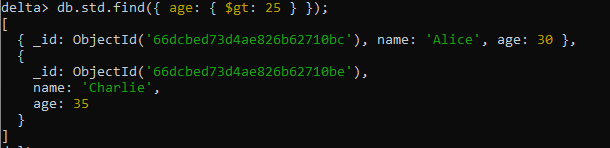 delta> db.std.find({ age: { $gt: 25 } });
[
  { _id: ObjectId('66dcbed73d4ae826b62710bc'), name: 'Alice', age: 30 },
  {
    _id: ObjectId('66dcbed73d4ae826b62710be'),
    name: 'Charlie',
    age: 35
  }
]